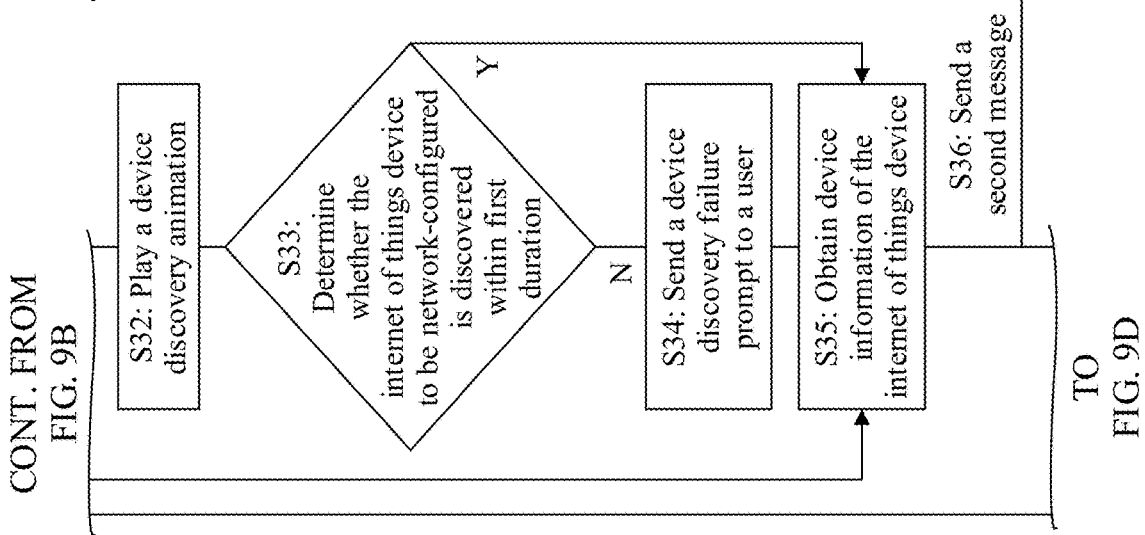 CONT. FROM
FIG. 9B
S32: Play a device
discovery animation
S33:
Determine
whether the
internet of things device
to be network-configured
is discovered
within first
duration
Y
N
S34: Send a device
discovery failure
prompt to a user
S35: Obtain device
information of the
internet of things device
S36: Send a
second message
TO
FIG. 9D